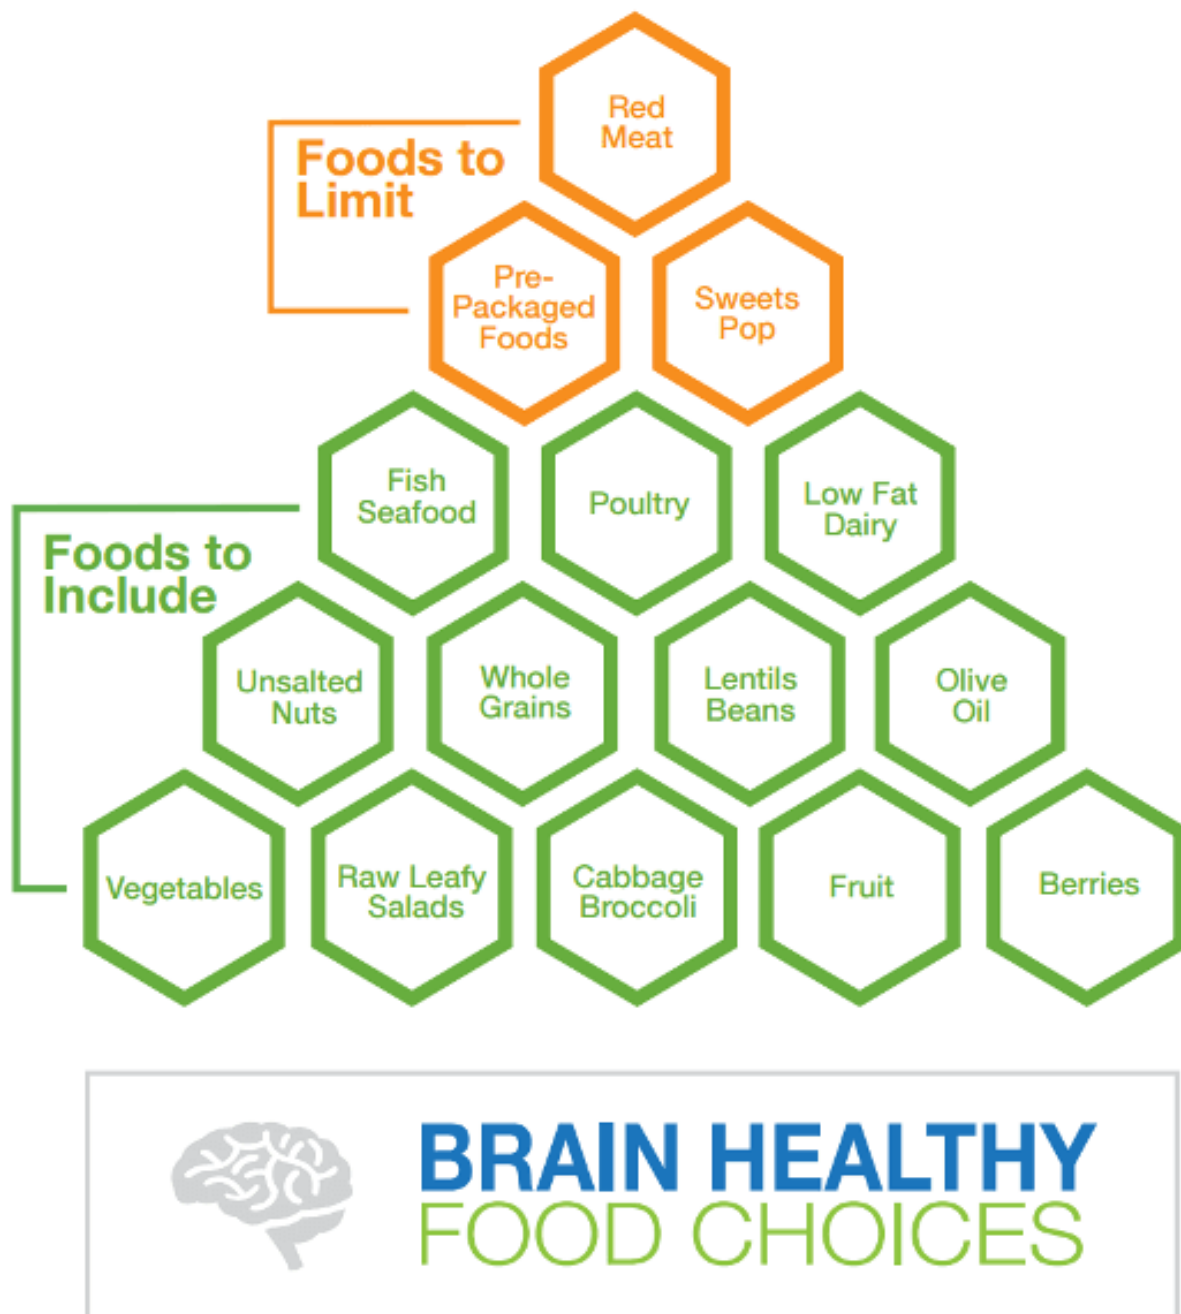 Red
Meat
Foods to
Limit
Pre-
Packaged
Foods
Sweets
Pop
Fish
Seafood
Poultry
Low Fat
Dairy
Foods to
Include
Unsalted
Nuts
Whole
Grains
Lentils
Beans
Olive
Oil
Vegetables
Raw Leafy
Salads
Cabbage
Broccoli
Fruit
Berries
BRAIN HEALTHY
FOOD CHOICES